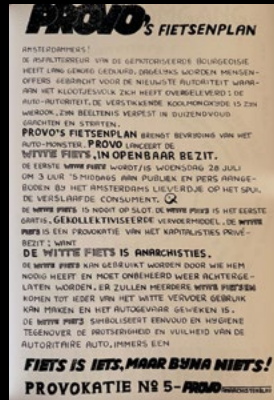 PROVO'S FIETSENPLAN
AMSTERDAMMERS!
DE ASFALTTERREUR VAN DE GEMOTORISEERDE BOURGEOISIE
HEEFT LANG GENOEG GEDUURD. DAGELIJKS WORDEN MENSEN-
OFFERS GEBRACHT VOOR DE NIEUWSTE AUTORITEIT WAAR-
AAN HET KLOOTJESVOLK ZICH HEEFT OVERGELEVERD: DE
AUTO-AUTORITEIT. DE VERSTIKKENDE KOOLMONOXYDE IS ZYN
WIEROOK, ZYN BEELTENIS VERPEST IN DUIZENDVOUD
GRACHTEN EN STRATEN.
PROVO'S FIETSENPLAN BRENGT BEVRYDING VAN HET
AUTO-MONSTER. PROVO LANCEERT DE
WITTE FIETS, IN OPENBAAR BEZIT.
DE EERSTE WITTE FIETS WORDT IS WOENSDAG 28 JULI
OM 3 UUR 'S MIDDAGS AAN PUBLIEK EN PERS AANGE-
BODEN BY HET AMSTERDAMS LIEVERDJE OP HET SPUI,
DE VERSLAAFDE CONSUMENT.
DE WITTE FIETS IS NOOIT OP SLOT. DE WITTE FIETS IS HET EERSTE
GRATIS, GEKOLLEKTIVISEERDE VERVOERMIDDEL. DE WITTE
FIETS IS EEN PROVOKATIE VAN HET KAPITALISTIES PRIVÉ-
BEZIT; WANT
DE WITTE FIETS IS ANARCHISTIES.
DE WITTE FIETS KAN GEBRUIKT WORDEN DOOR WIE HEM
NODIG HEEFT EN MOET ONBEHEERD WEER ACHTERGE-
LATEN WORDEN. ER ZULLEN MEERDERE WITTE FIETSEN
KOMEN TOT IEDER VAN HET WITTE VERVOER GEBRUIK
KAN MAKEN EN HET AUTOGEVAAR GEWEKEN IS.
DE WITTE FIETS SYMBOLISEERT EENVOUD EN HYGIENE
TEGENOVER DE PROTSERIGHEID EN VUILHEID VAN DE
AUTORITAIRE AUTO, IMMERS EEN
FIETS IS IETS, MAAR BYNA NIETS!
PROVOKATIE NR 5- PROVO